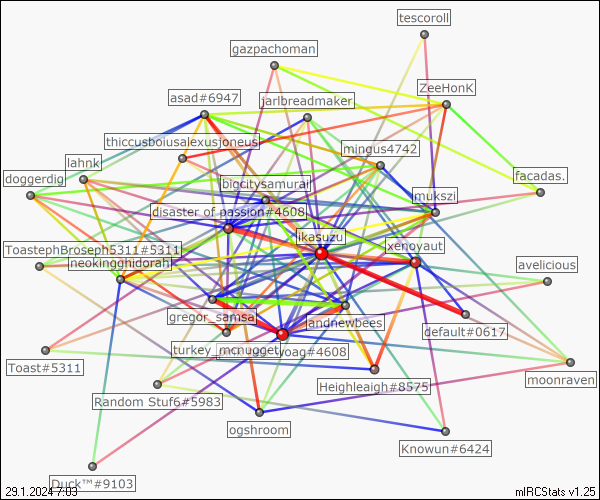 tescoroll
gazpachoman
ZeeHonK
asad#6947
jarlbreadmaker
thiccusboiusalexusjoneus
mingus4742
lahnk
doggerdig
bigcitysamurai
facadas.
mukszi
disaster of passion#4608
ikasuzu
xenoyaut
ToastephBroseph5311#5311
neokingghidorah
avelicious
gregor_samsa
landnewbees
default#0617
turkey_mcnugget
yoag#4608
Toast#5311
Heighleaigh#8575
moonraven
Random Stuf6#5983
ogshroom
Knowun#6424
Duck™#9103
29.1.2024 7:03
mIRCStats v1.25